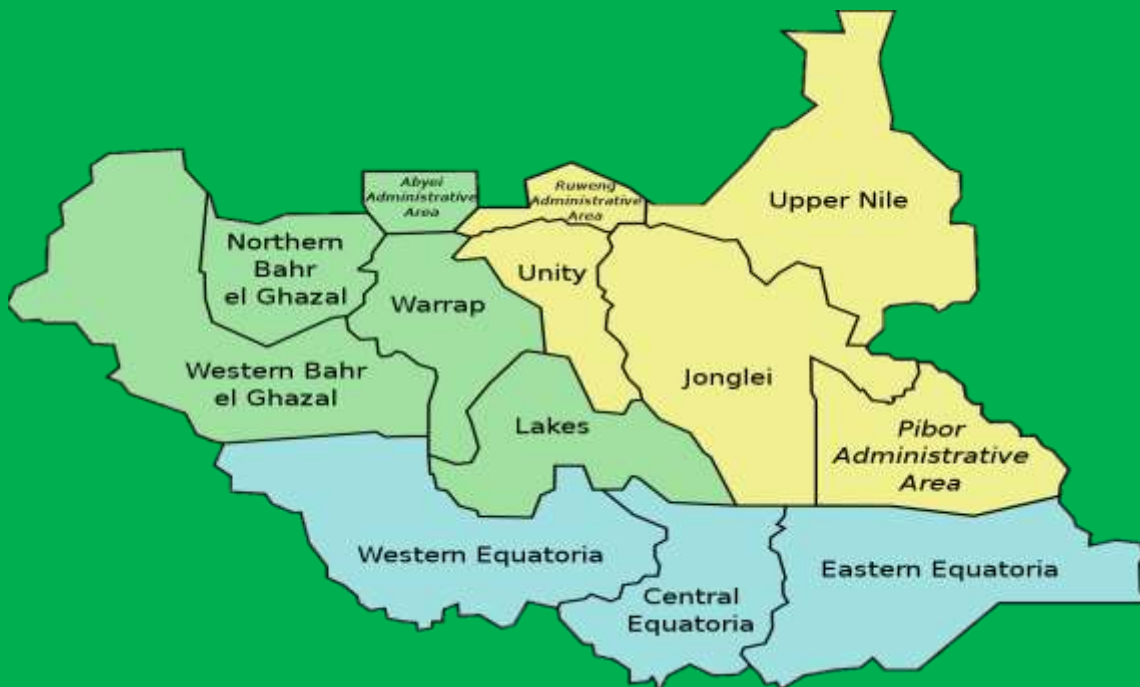 Upper Nile
Abyei
Administrative
Area
Ruweng
Administrative
Area
Northern
Bahr
el Ghazal
Unity
Warrap
Western Bahr
el Ghazal
Jonglei
Lakes
Pibor
Administrative
Area
Western Equatoria
Eastern Equatoria
Central
Equatoria